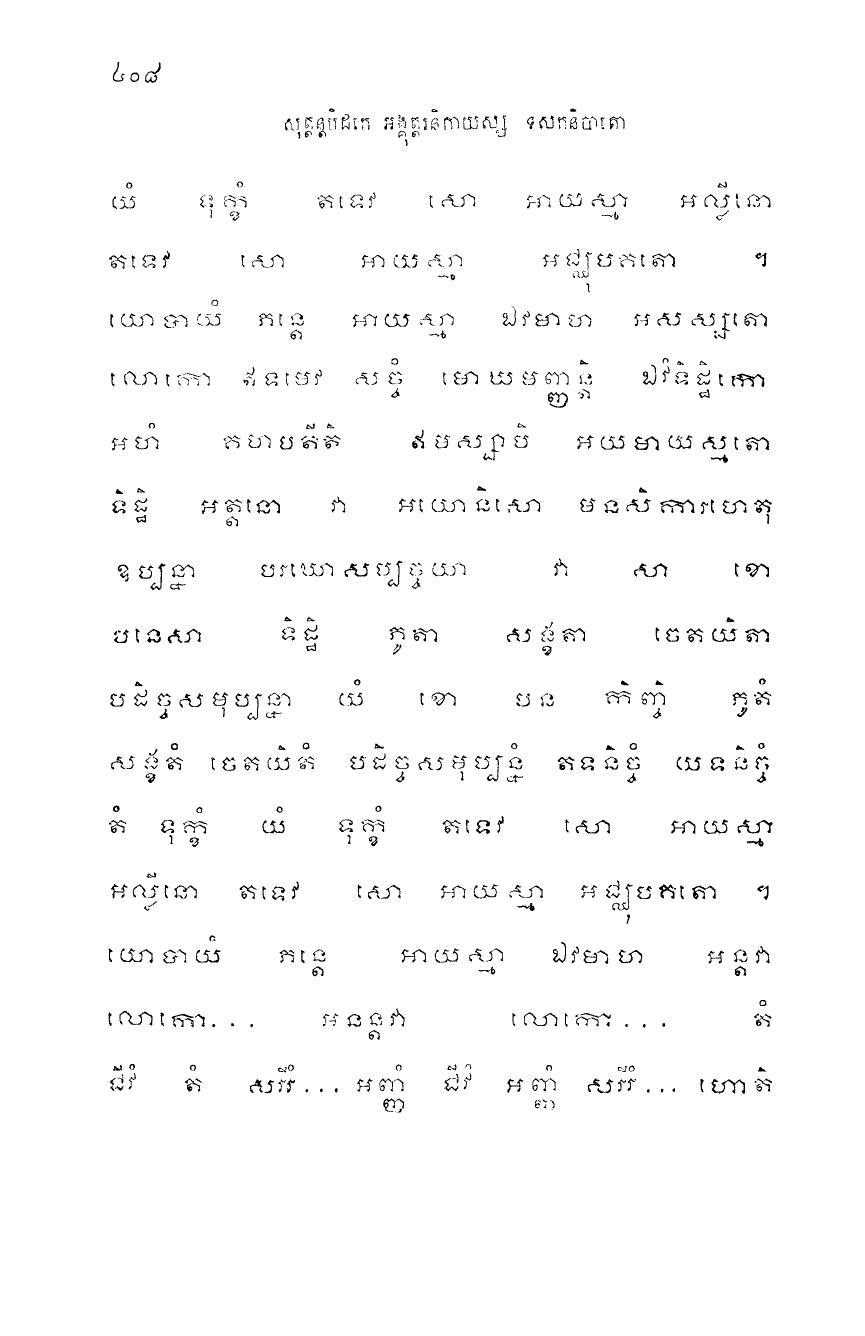 ៤០៨
សុត្តន្តបិដកេ អង្គុត្តរនិកាយស្ស ទសកនិបាតោ
យំ ទុក្ខំ តទេវ សោ អាយស្មា អល្លីនោ
តទេវ សោ អាយស្មា អជ្ឈុបគតោ ។
យោបាយំ ភន្តេ អាយស្មា ឯវមាហ អសស្សតោ
លោកោ ឥទមេវ សច្ចំ មោឃមញ្ញន្តិ ឯវំទិដ្ឋិកោ
អហំ គហបតីតិ ឥមស្សាបិ អយមាយស្មតោ
ទិដ្ឋិ អត្តនោ វា អយោនិសោ មនសិការហេតុ
ឧប្បន្នា បរឃោសប្បច្ចយា វា សា ខោ
បនេសា ទិដ្ឋិ ភូតា សង្ខតា ចេតយិតា
បដិច្ចសមុប្បន្នា យំ ខោ បន កិញ្ចិ ភូតំ
សង្ខតំ ចេតយិតំ បដិច្ចសមុប្បន្នំ តទនិច្ចំ យទនិច្ចំ
តំ ទុក្ខំ យំ ទុក្ខំ តទេវ សោ អាយស្មា
អល្លីនោ តទេវ សោ អាយស្មា អជ្ឈុបគតោ ។
យោបាយំ ភន្តេ អាយស្មា ឯវមាហ អន្តវា
លោកោ... អនន្តវា លោកោ... តំ
ជីវំ តំ សរីរំ... អញ្ញំ ជីវំ អញ្ញំ សរីរំ... ហោតិ